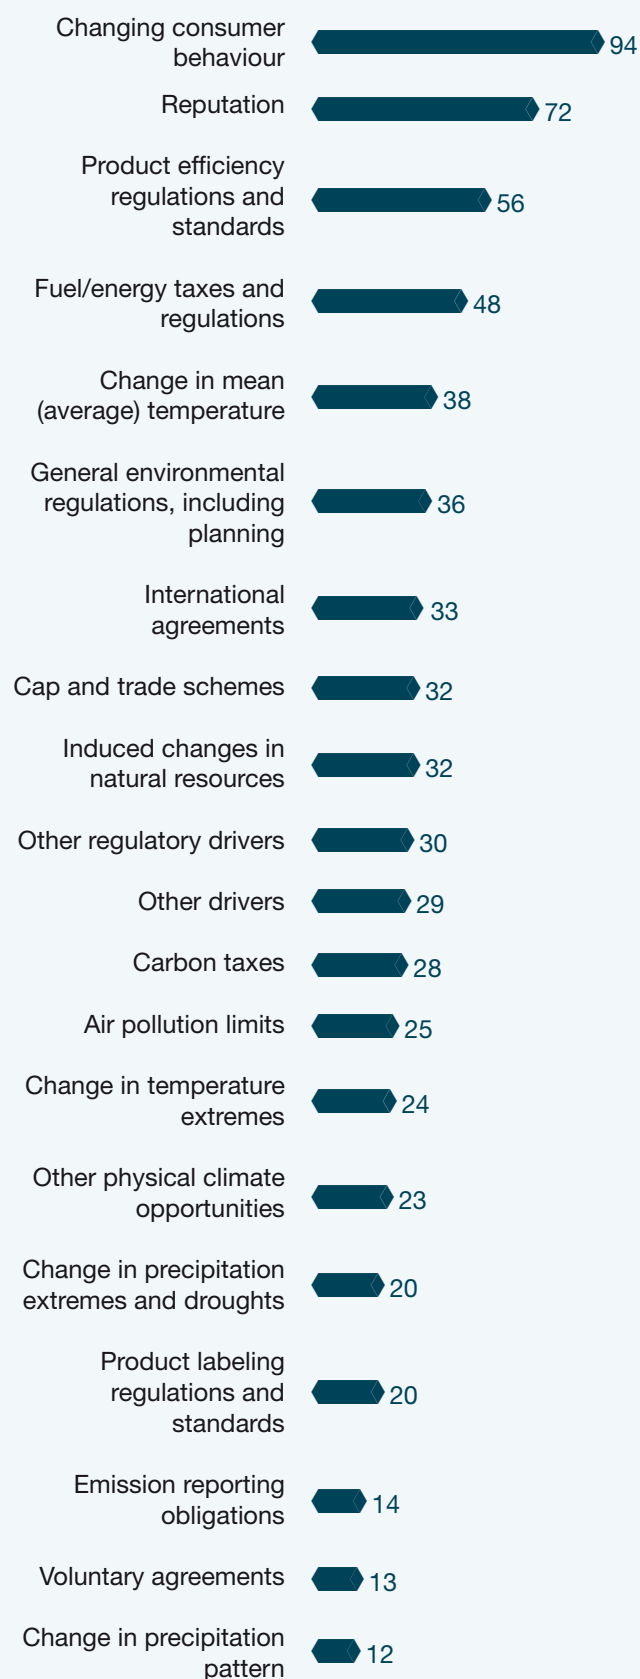 Changing consumer
behaviour
94
Reputation
72
Product efficiency
regulations and
standards
56
Fuel/energy taxes and
regulations
48
Change in mean
(average) temperature
38
General environmental
regulations, including
planning
36
International
agreements
33
Cap and trade schemes
32
Induced changes in
natural resources
32
Other regulatory drivers
30
Other drivers
29
Carbon taxes
28
Air pollution limits
25
Change in temperature
extremes
24
Other physical climate
opportunities
23
Change in precipitation
extremes and droughts
20
Product labeling
regulations and
standards
20
Emission reporting
obligations
14
Voluntary agreements
13
Change in precipitation
pattern
12